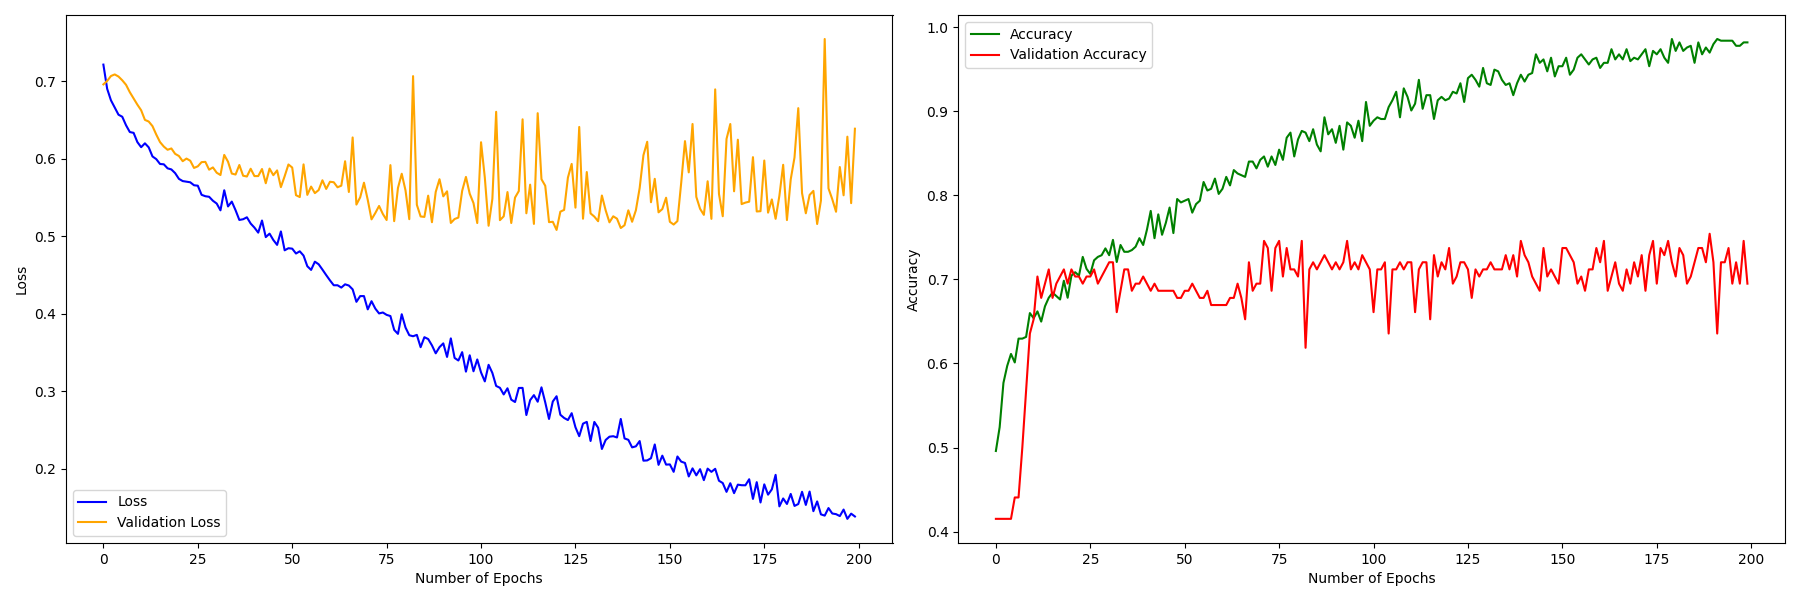 0.7
0.6
0.5
0.4
0.3
0.2
Loss
Loss
Validation Loss
0 25 50 75 100 125 150 175 200
Number of Epochs
1.0
0.9
0.8
0.7
0.6
0.5
0.4
Accuracy
Accuracy
Validation Accuracy
0 25 50 75 100 125 150 175 200
Number of Epochs